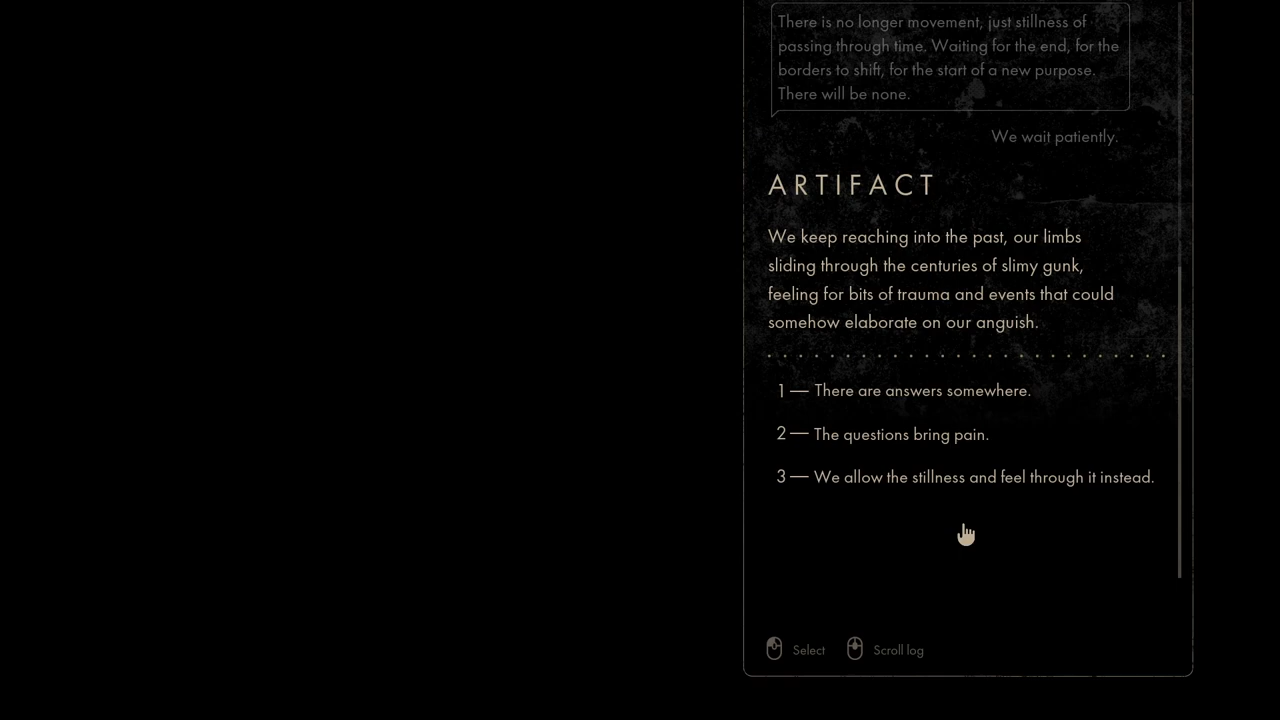 There is no longer movement, just stillness of
passing through time. Waiting for the end, for the
borders to shift, for the start of a new purpose.
There will be none.
We wait patiently.
ARTIFACT
We keep reaching into the past, our limbs
sliding through the centuries of slimy gunk,
feeling for bits of trauma and events that could
somehow elaborate on our anguish.
1 — There are answers somewhere.
2 — The questions bring pain.
3 — We allow the stillness and feel through it instead.
Select Scroll log